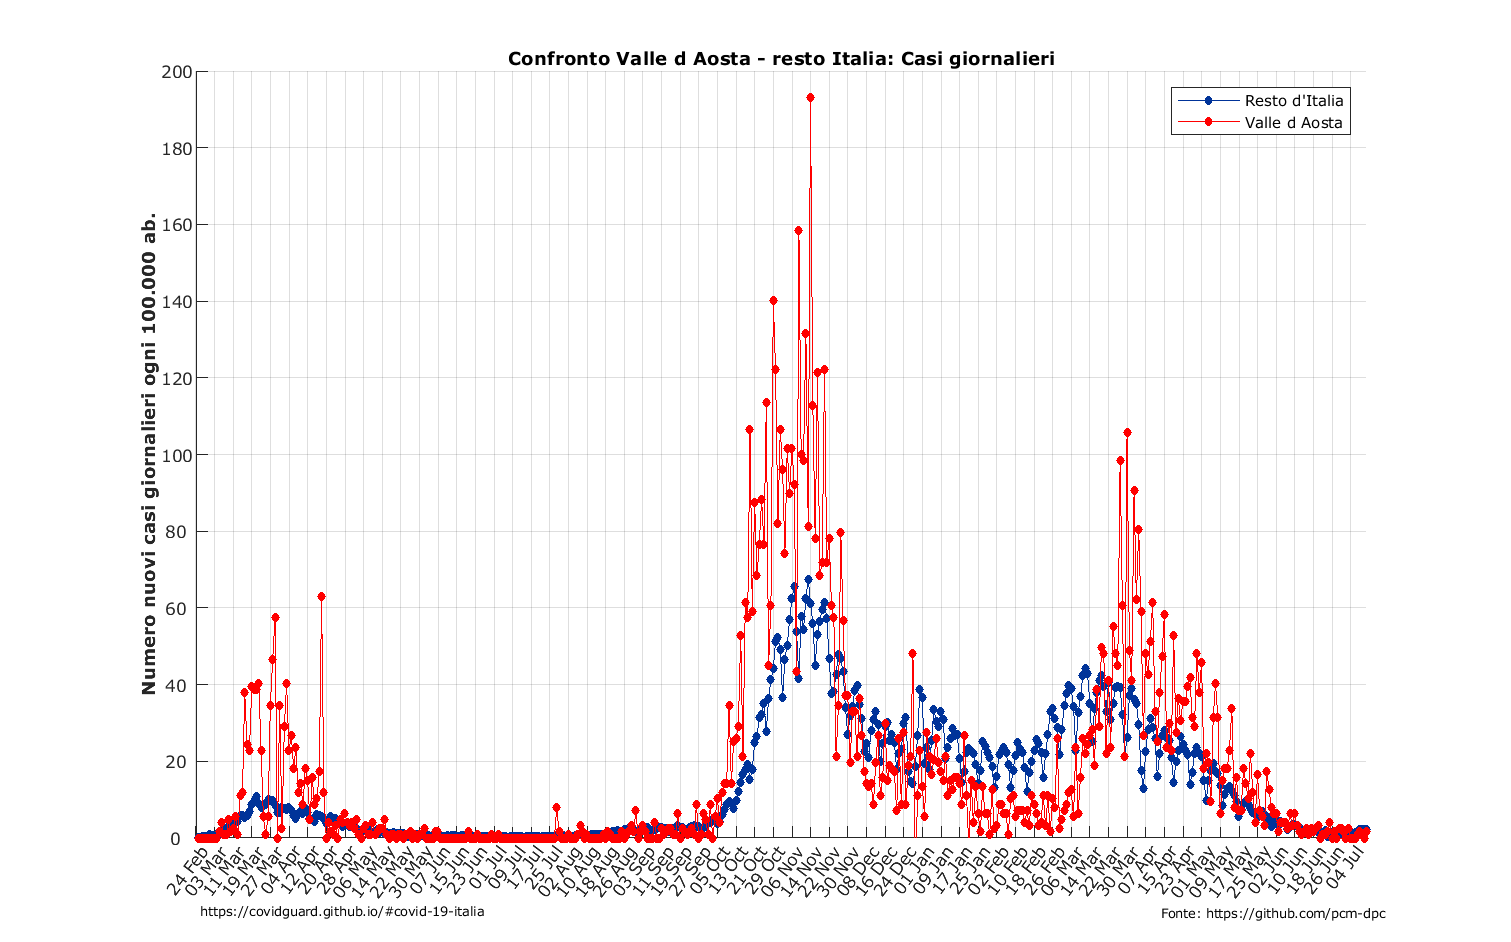 Confronto Valle d Aosta - resto Italia: Casi giornalieri
Resto d'Italia
Valle d Aosta
Numero nuovi casi giornalieri ogni 100.000 ab.
200
180
160
140
120
100
80
60
40
20
0
24 Feb
03 Mar
11 Mar
19 Mar
27 Mar
04 Apr
12 Apr
20 Apr
28 Apr
06 May
14 May
22 May
30 May
07 Jun
15 Jun
23 Jun
01 Jul
09 Jul
17 Jul
25 Jul
02 Aug
10 Aug
18 Aug
26 Aug
03 Sep
11 Sep
19 Sep
27 Sep
05 Oct
13 Oct
21 Oct
29 Oct
06 Nov
14 Nov
22 Nov
30 Nov
08 Dec
16 Dec
24 Dec
01 Jan
09 Jan
17 Jan
25 Jan
02 Feb
10 Feb
18 Feb
26 Feb
06 Mar
14 Mar
22 Mar
30 Mar
07 Apr
15 Apr
23 Apr
01 May
09 May
17 May
25 May
02 Jun
10 Jun
18 Jun
26 Jun
04 Jul
https://covidguard.github.io/#covid-19-italia
Fonte: https://github.com/pcm-dpc